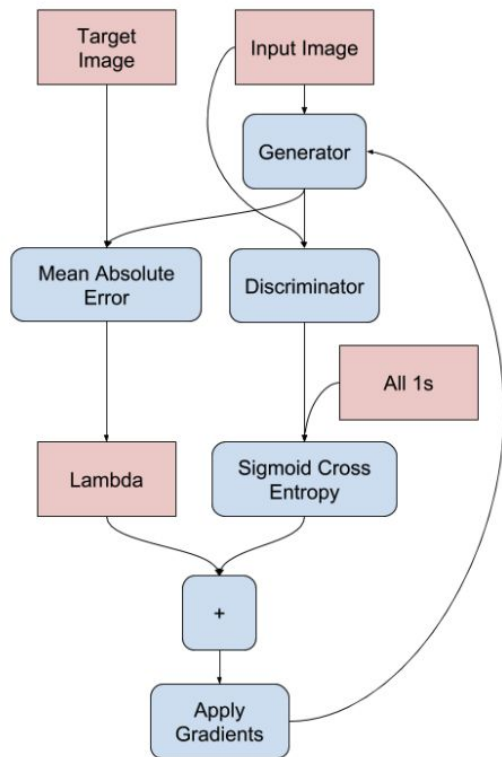 Target
Image
Input Image
Generator
Mean Absolute
Error
Discriminator
All 1s
Lambda
Sigmoid Cross
Entropy
+
Apply
Gradients